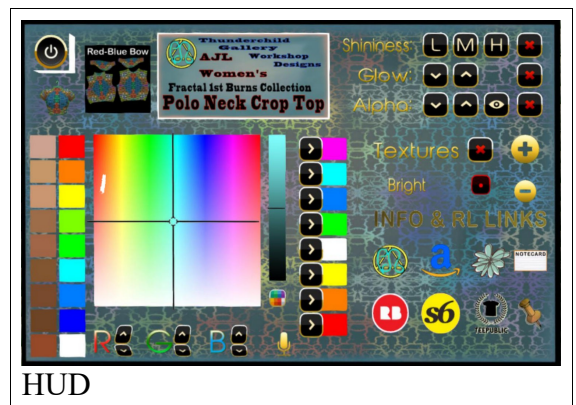 Red-Blue Bow
Thunderchild
Gallery
AJL Workshop
Designs
Women's
Fractal 1st Burns Collection
Polo Neck Crop Top
Shininess: L M H
Glow:
Alpha:
Textures
Bright
INFO & RL LINKS
a
NOTECARD
RB
s6
TEEPUBLIC
R G B
HUD